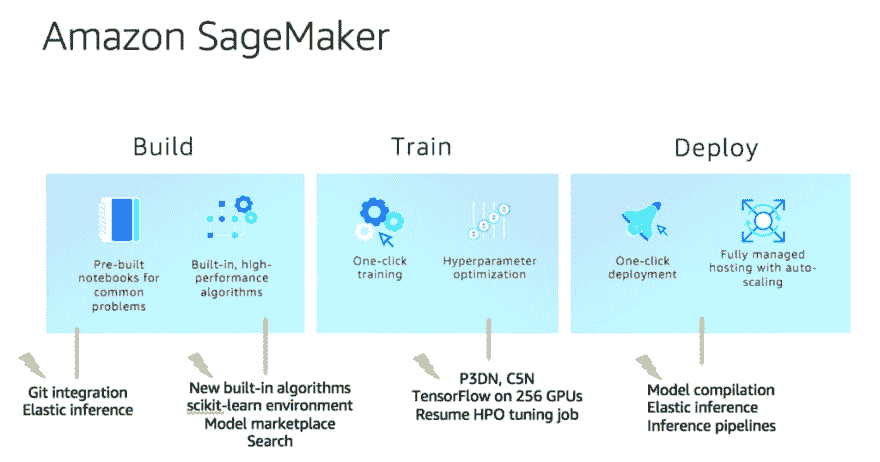 Amazon SageMaker
Build
Train
Deploy
Pre-built
notebooks for
common
problems
Built-in, high-
performance
algorithms
One-click
training
Hyperparameter
optimization
One-click
deployment
Fully managed
hosting with auto-
scaling
Git integration
Elastic inference
New built-in algorithms
scikit-learn environment
Model marketplace
Search
P3DN, C5N
TensorFlow on 256 GPUs
Resume HPO tuning job
Model compilation
Elastic inference
Inference pipelines